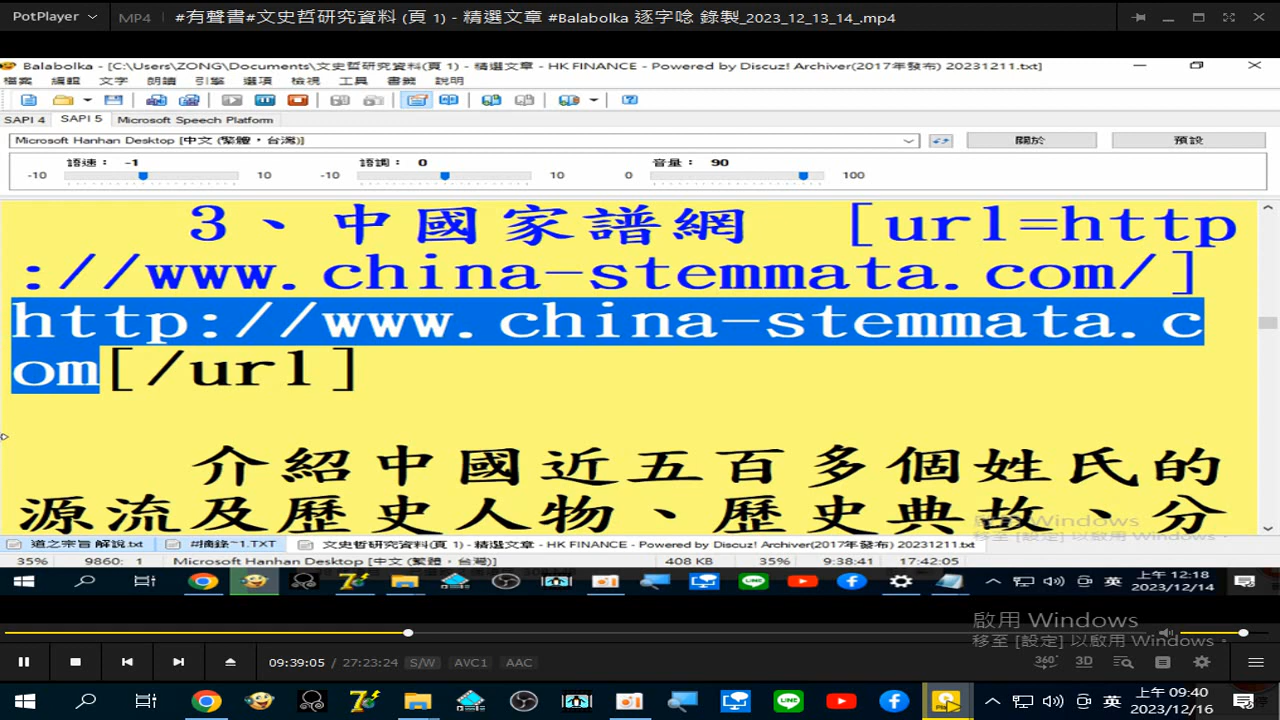 PotPlayer MP4 #有聲書#文史哲研究資料 (頁 1) - 精選文章 #Balabolka 逐字唸 錄製_2023_12_13_14_.mp4
Balabolka - [C:\Users\ZONG\Documents\文史哲研究資料(頁 1) - 精選文章 - HK FINANCE - Powered by Discuz! Archiver(2017年發布) 20231211.txt]
檔案 編輯 文字 朗讀 引擎 選項 檢視 工具 書籤 說明
SAPI 4 SAPI 5 Microsoft Speech Platform
Microsoft Hanhan Desktop [中文 (繁體，台灣)] 關於 預設
語速： -1 語調： 0 音量： 90
-10 10 -10 10 0 100
3、中國家譜網 [url=http
://www.china-stemmata.com/]
http://www.china-stemmata.c
om[/url]
介紹中國近五百多個姓氏的
源流及歷史人物、歷史典故、分
啟用 Windows
移至 [設定] 以啟用 Windows。
道之宗旨 解說.txt #摘錄~1.TXT 文史哲研究資料(頁 1) - 精選文章 - HK FINANCE - Powered by Discuz! Archiver(2017年發布) 20231211.txt
35% 9860: 1 Microsoft Hanhan Desktop [中文 (繁體，台灣)] 408 KB 35% 9:38:41 17:42:05
英 上午 12:18
2023/12/14
啟用 Windows
移至 [設定] 以啟用 Windows。
09:39:05 / 27:23:24 S/W AVC1 AAC 360° 3D
英 上午 09:40
2023/12/16